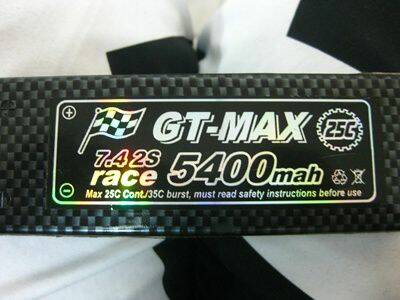 GT-MAX 25C
7.4 2S
race 5400mah
Max 25C Cont./35C burst, must read safety instructions before use